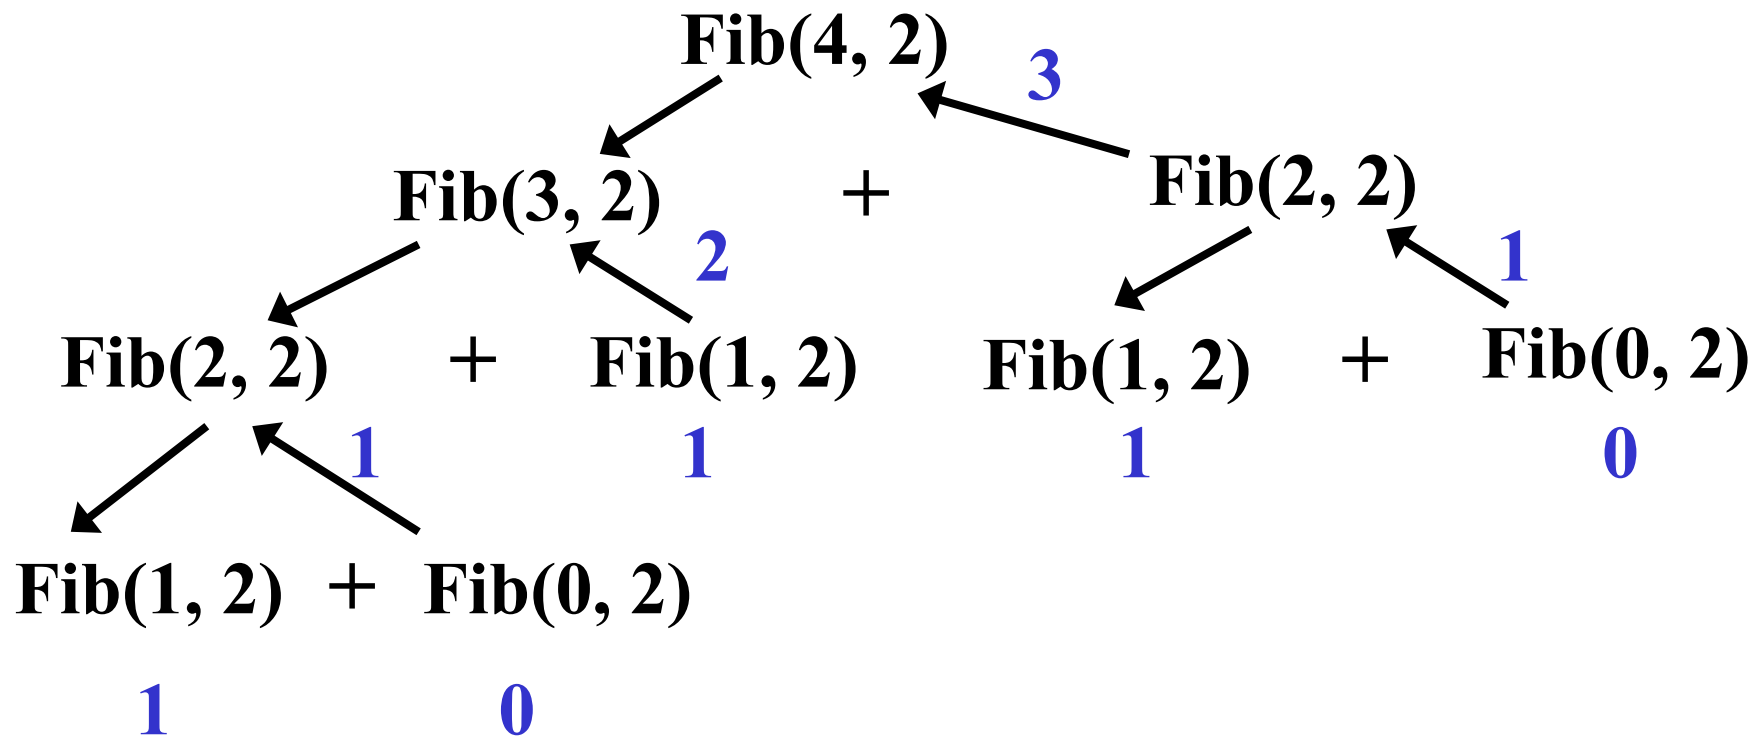 Fib(4, 2)
3
Fib(3, 2) + Fib(2, 2)
2 1
Fib(2, 2) + Fib(1, 2) Fib(1, 2) + Fib(0, 2)
1 1 1 0
Fib(1, 2) + Fib(0, 2)
1 0